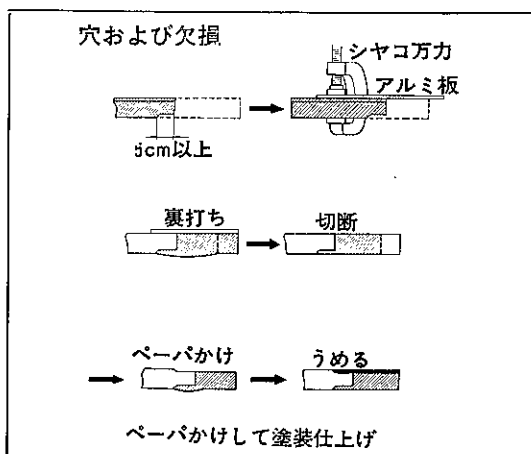 穴および欠損
シヤコ万力
アルミ板
5cm以上
裏打ち
切断
ペーパかけ
うめる
ペーパかけして塗装仕上げ